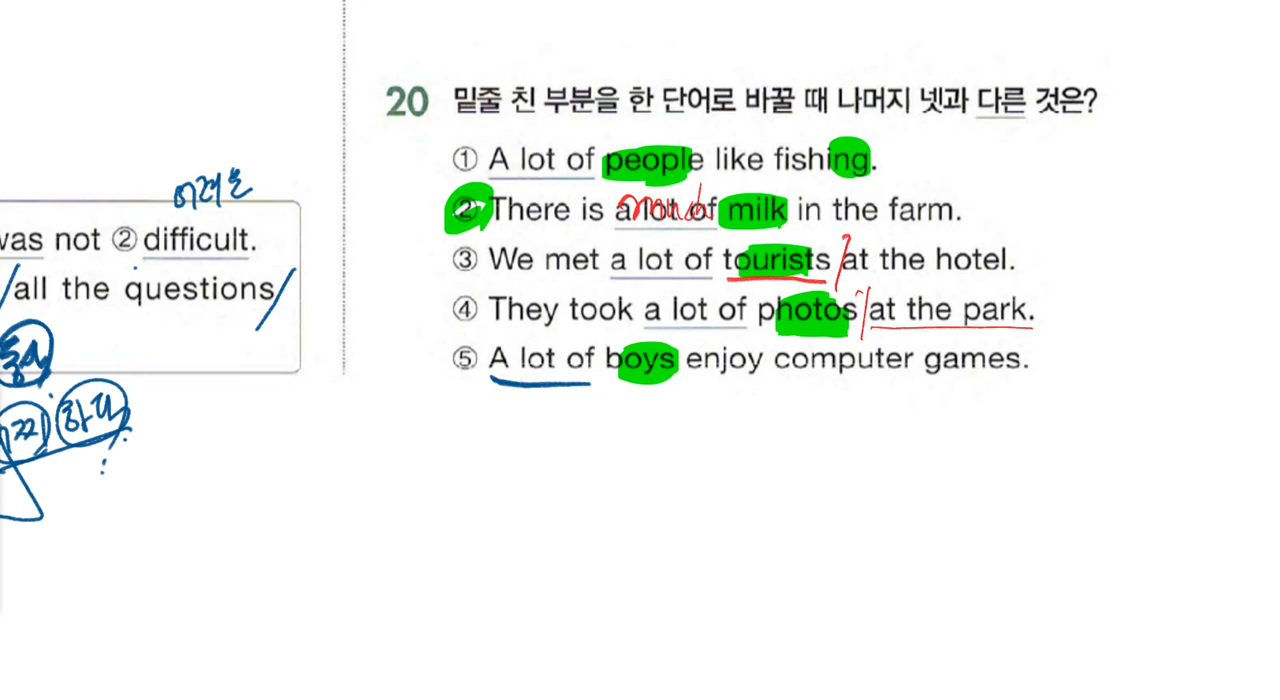 20 밑줄 친 부분을 한 단어로 바꿀 때 나머지 넷과 다른 것은?
① A lot of people like fishing.
② There is a lot of milk in the farm.
much
③ We met a lot of tourists at the hotel.
④ They took a lot of photos at the park.
⑤ A lot of boys enjoy computer games.
어려운
was not ② difficult.
all the questions
하다